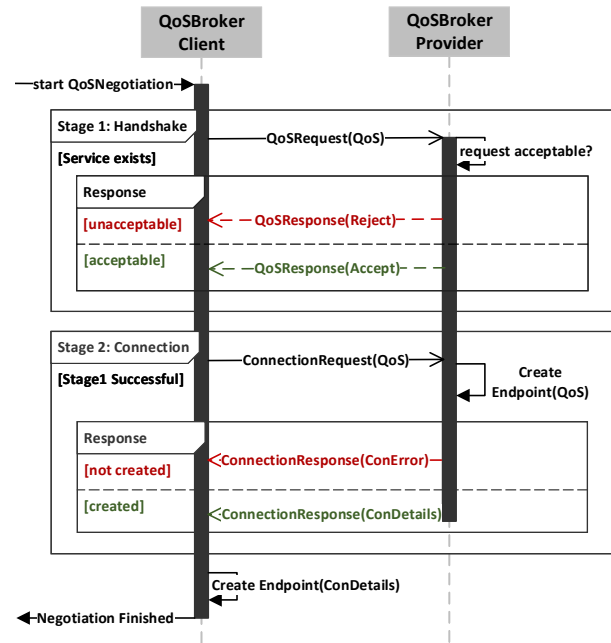 QoSBroker
Client
QoSBroker
Provider
start QoSNegotiation
Stage 1: Handshake
QoSRequest(QoS)
request acceptable?
[Service exists]
Response
[unacceptable]
QoSResponse(Reject)
[acceptable]
QoSResponse(Accept)
Stage 2: Connection
ConnectionRequest(QoS)
[Stage1 Successful]
Create
Endpoint(QoS)
Response
[not created]
ConnectionResponse(ConError)
[created]
ConnectionResponse(ConDetails)
Create Endpoint(ConDetails)
Negotiation Finished